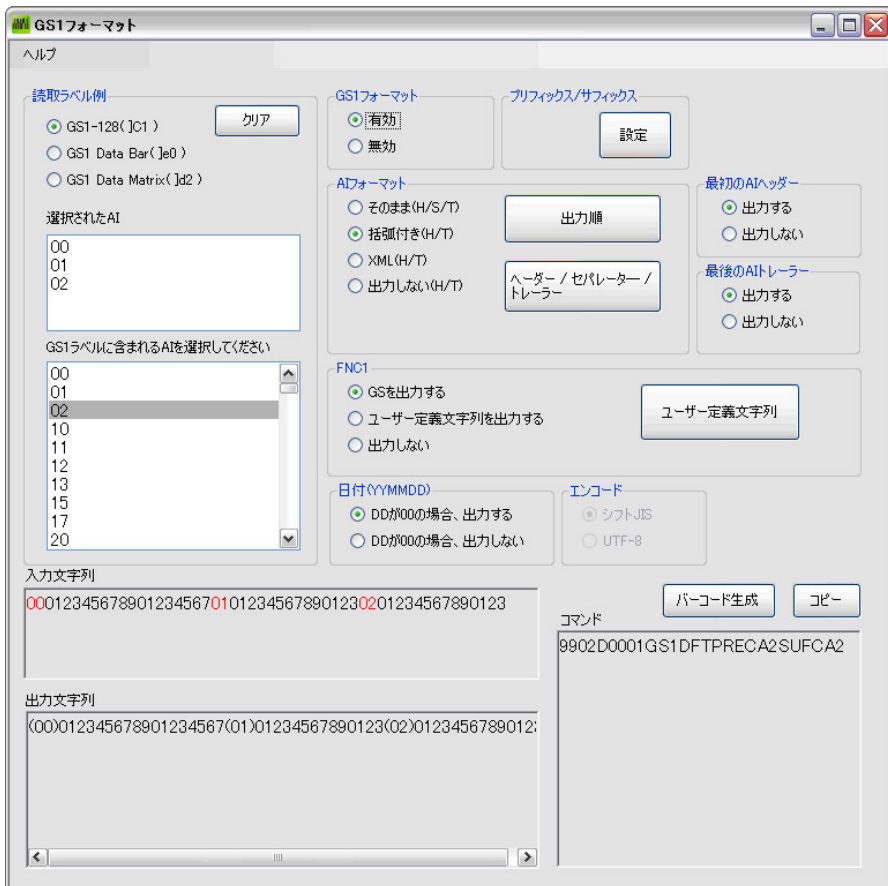 GS1フォーマット
ヘルプ
読取ラベル例
GS1-128( ]C1 )
クリア
GS1 Data Bar( ]e0 )
GS1 Data Matrix( ]d2 )
選択されたAI
00
01
02
GS1ラベルに含まれるAIを選択してください
00
01
02
10
11
12
13
15
17
20
GS1フォーマット
有効
無効
プリフィックス/サフィックス
設定
AIフォーマット
そのまま(H/S/T)
括弧付き(H/T)
XML(H/T)
出力しない(H/T)
出力順
ヘーダー / セパレーター /
トレーラー
最初のAIヘッダー
出力する
出力しない
最後のAIトレーラー
出力する
出力しない
FNC1
GSを出力する
ユーザー定義文字列を出力する
出力しない
ユーザー定義文字列
日付(YYMMDD)
DDが00の場合、出力する
DDが00の場合、出力しない
エンコード
シフトJIS
UTF-8
入力文字列
0001234567890123456701012345678901230201234567890123
出力文字列
(00)012345678901234567(01)01234567890123(02)0123456789012
バーコード生成
コピー
コマンド
9902D0001GS1DFTPRECA2SUFCA2